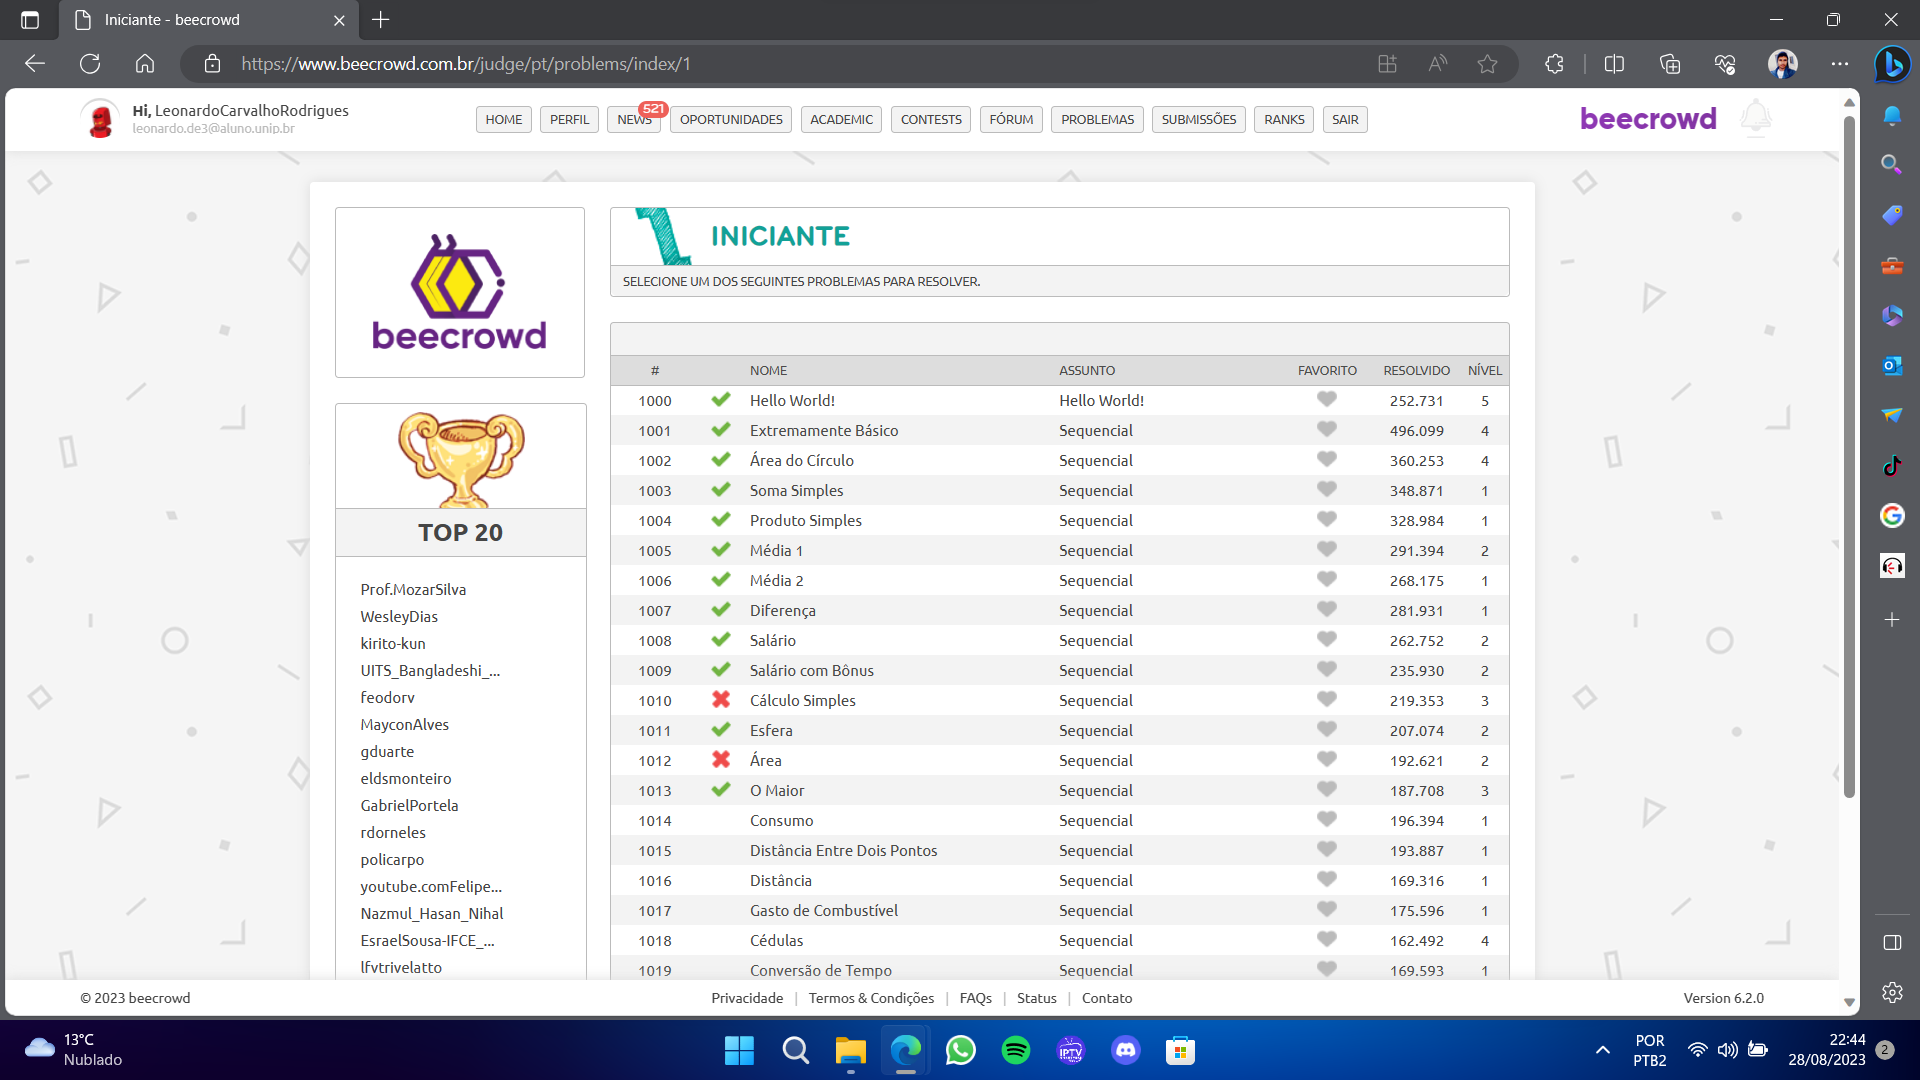 Iniciante - beecrowd
https://www.beecrowd.com.br/judge/pt/problems/index/1
Hi, LeonardoCarvalhoRodrigues
leonardo.de3@aluno.unip.br
HOME PERFIL NEWS 521 OPORTUNIDADES ACADEMIC CONTESTS FÓRUM PROBLEMAS SUBMISSÕES RANKS SAIR
beecrowd
beecrowd
INICIANTE
SELECIONE UM DOS SEGUINTES PROBLEMAS PARA RESOLVER.
TOP 20
Prof.MozarSilva
WesleyDias
kirito-kun
UITS_Bangladeshi_...
feodorv
MayconAlves
gduarte
eldsmonteiro
GabrielPortela
rdorneles
policarpo
youtube.comFelipe...
Nazmul_Hasan_Nihal
EsraelSousa-IFCE_...
lfvtrivelatto
# NOME ASSUNTO FAVORITO RESOLVIDO NÍVEL
1000 Hello World! Hello World! 252.731 5
1001 Extremamente Básico Sequencial 496.099 4
1002 Área do Círculo Sequencial 360.253 4
1003 Soma Simples Sequencial 348.871 1
1004 Produto Simples Sequencial 328.984 1
1005 Média 1 Sequencial 291.394 2
1006 Média 2 Sequencial 268.175 1
1007 Diferença Sequencial 281.931 1
1008 Salário Sequencial 262.752 2
1009 Salário com Bônus Sequencial 235.930 2
1010 Cálculo Simples Sequencial 219.353 3
1011 Esfera Sequencial 207.074 2
1012 Área Sequencial 192.621 2
1013 O Maior Sequencial 187.708 3
1014 Consumo Sequencial 196.394 1
1015 Distância Entre Dois Pontos Sequencial 193.887 1
1016 Distância Sequencial 169.316 1
1017 Gasto de Combustível Sequencial 175.596 1
1018 Cédulas Sequencial 162.492 4
1019 Conversão de Tempo Sequencial 169.593 1
© 2023 beecrowd
Privacidade | Termos & Condições | FAQs | Status | Contato
Version 6.2.0
13°C
Nublado
IPTV
POR
PTB2
22:44
28/08/2023
2